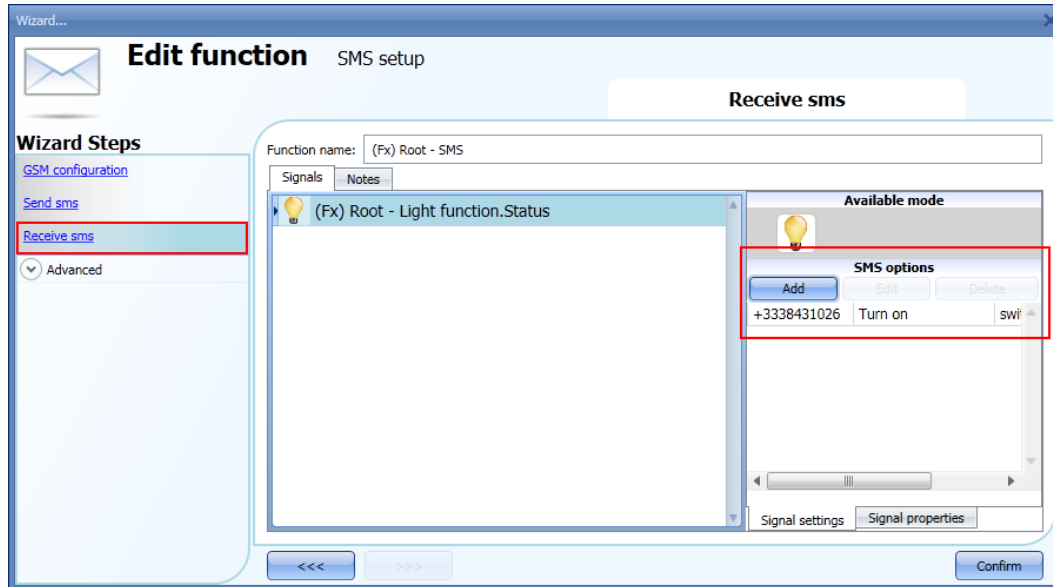 Wizard...
Edit function SMS setup
Receive sms
Wizard Steps
GSM configuration
Send sms
Receive sms
Advanced
Function name: (Fx) Root - SMS
Signals Notes
(Fx) Root - Light function.Status
Available mode
SMS options
Add Edit Delete
+3338431026 Turn on swi
Signal settings Signal properties
<<< >>> Confirm